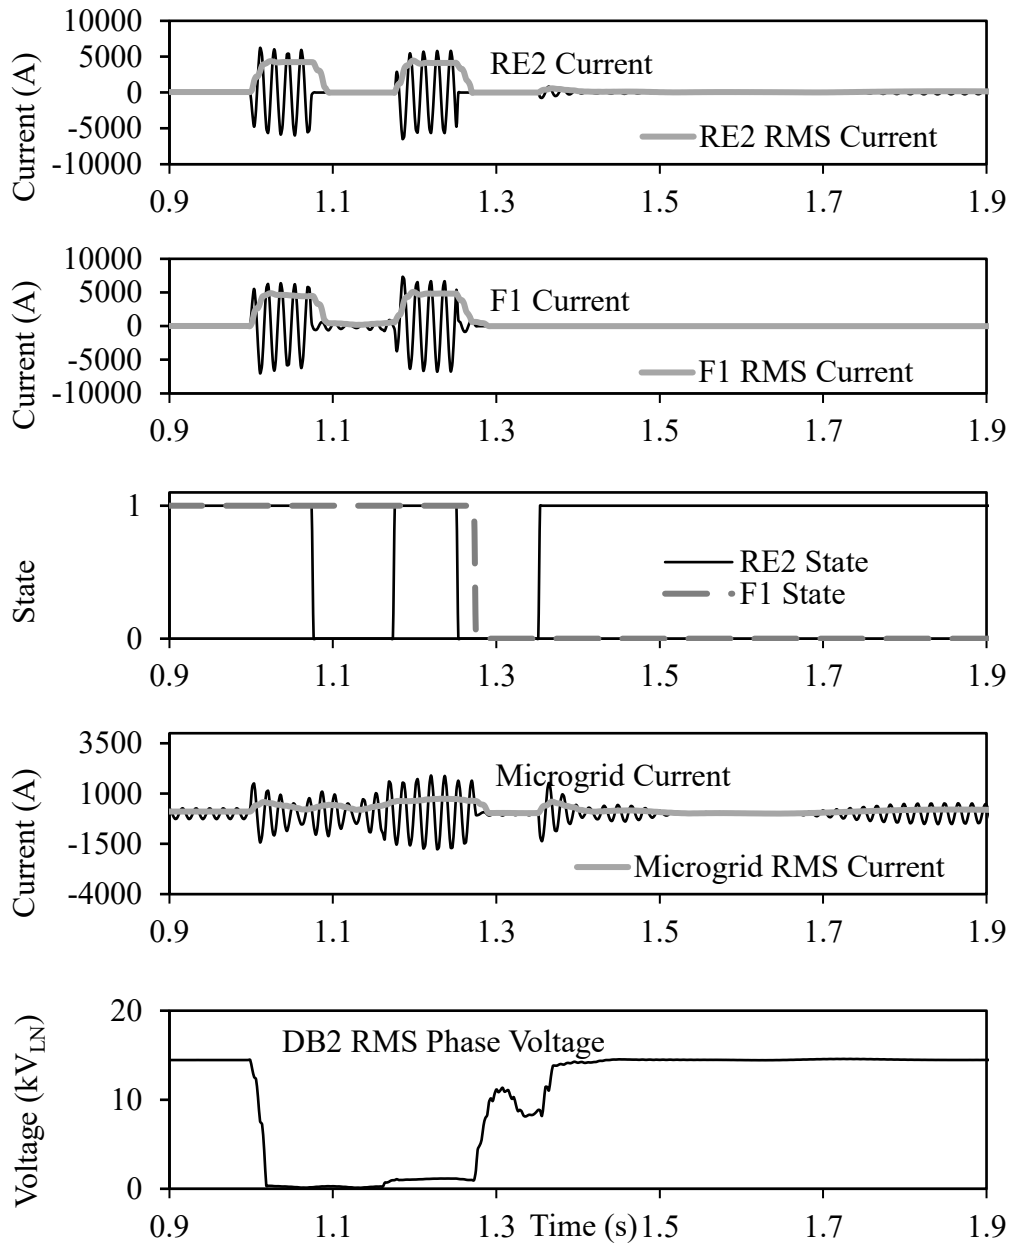 10000
5000
0
-5000
-10000
Current (A)
RE2 Current
RE2 RMS Current
0.9 1.1 1.3 1.5 1.7 1.9
10000
5000
0
-5000
-10000
Current (A)
F1 Current
F1 RMS Current
0.9 1.1 1.3 1.5 1.7 1.9
1
0
State
RE2 State
F1 State
0.9 1.1 1.3 1.5 1.7 1.9
3500
1000
-1500
-4000
Current (A)
Microgrid Current
Microgrid RMS Current
0.9 1.1 1.3 1.5 1.7 1.9
20
10
0
Voltage (kV_LN)
DB2 RMS Phase Voltage
0.9 1.1 1.3 Time (s) 1.5 1.7 1.9